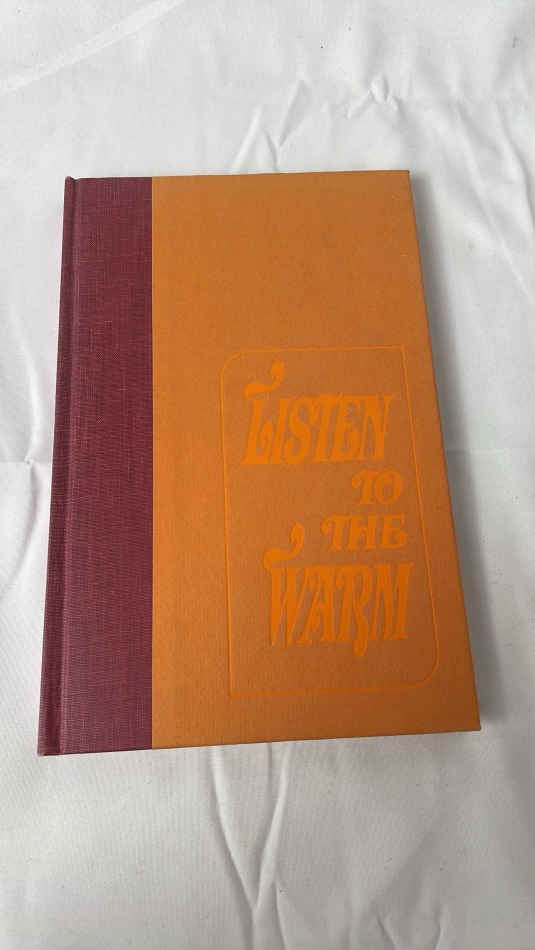 LISTEN
TO
THE
WARM